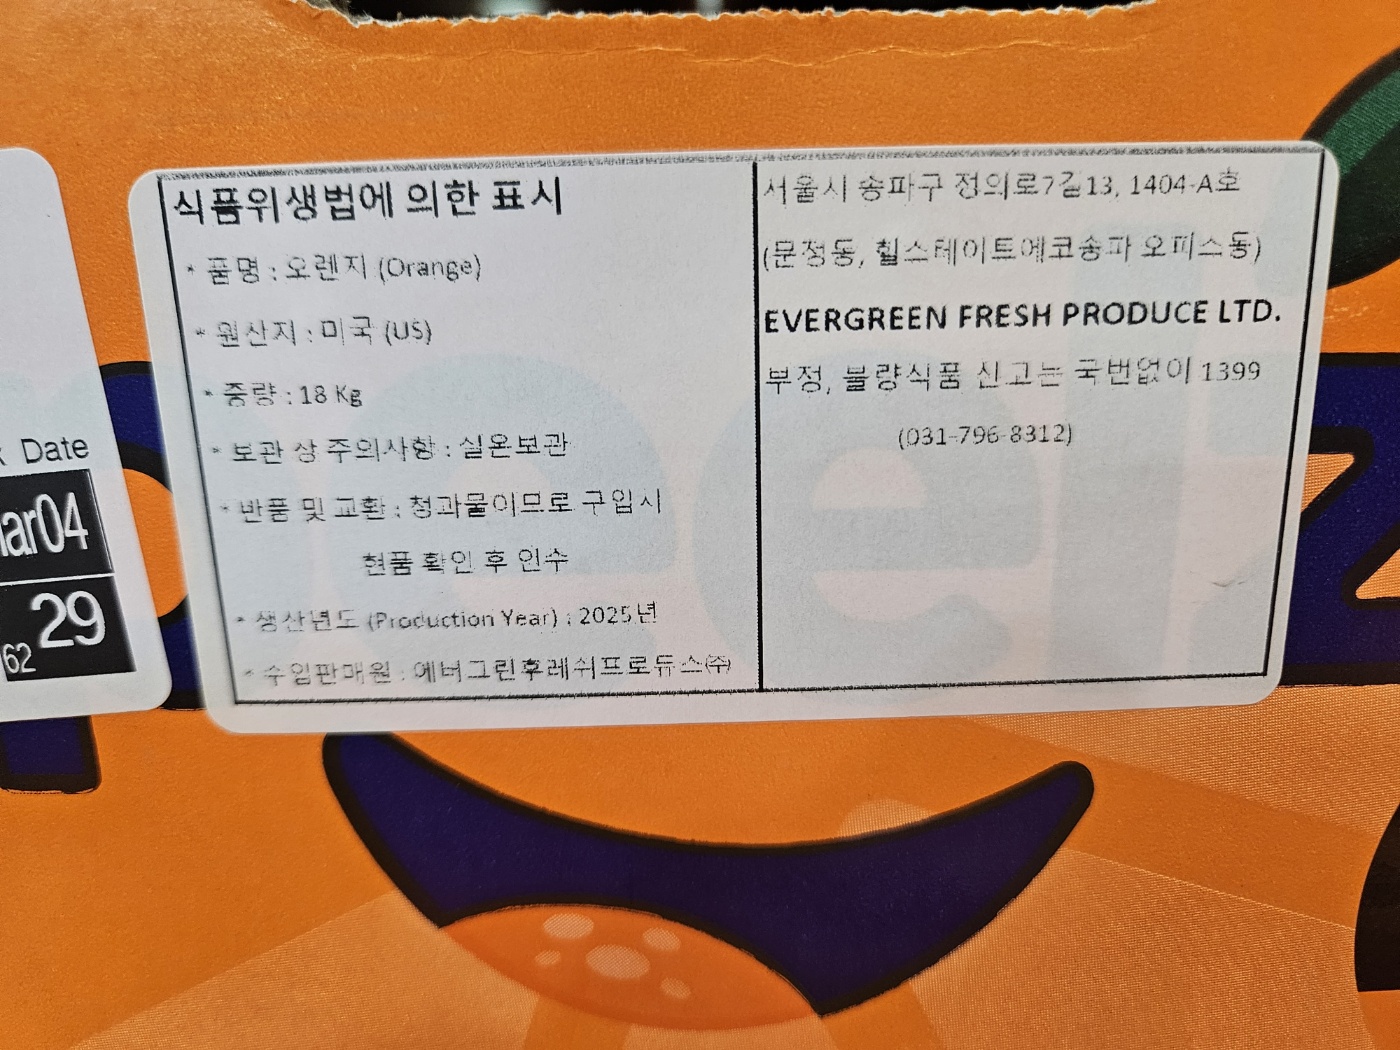 Date
ar04
29
62
식품위생법에 의한 표시
* 품명 : 오렌지 (Orange)
* 원산지 : 미국 (US)
* 중량 : 18 Kg
* 보관 상 주의사항 : 실온보관
* 반품 및 교환 : 청과물이므로 구입시
현품 확인 후 인수
* 생산년도 (Production Year) : 2025년
* 수입판매원 : 에버그린후레쉬프로듀스㈜
서울시 송파구 정의로7길13, 1404-A호
(문정동, 힐스테이트에코송파 오피스동)
EVERGREEN FRESH PRODUCE LTD.
부정, 불량식품 신고는 국번없이 1399
(031-796-8312)